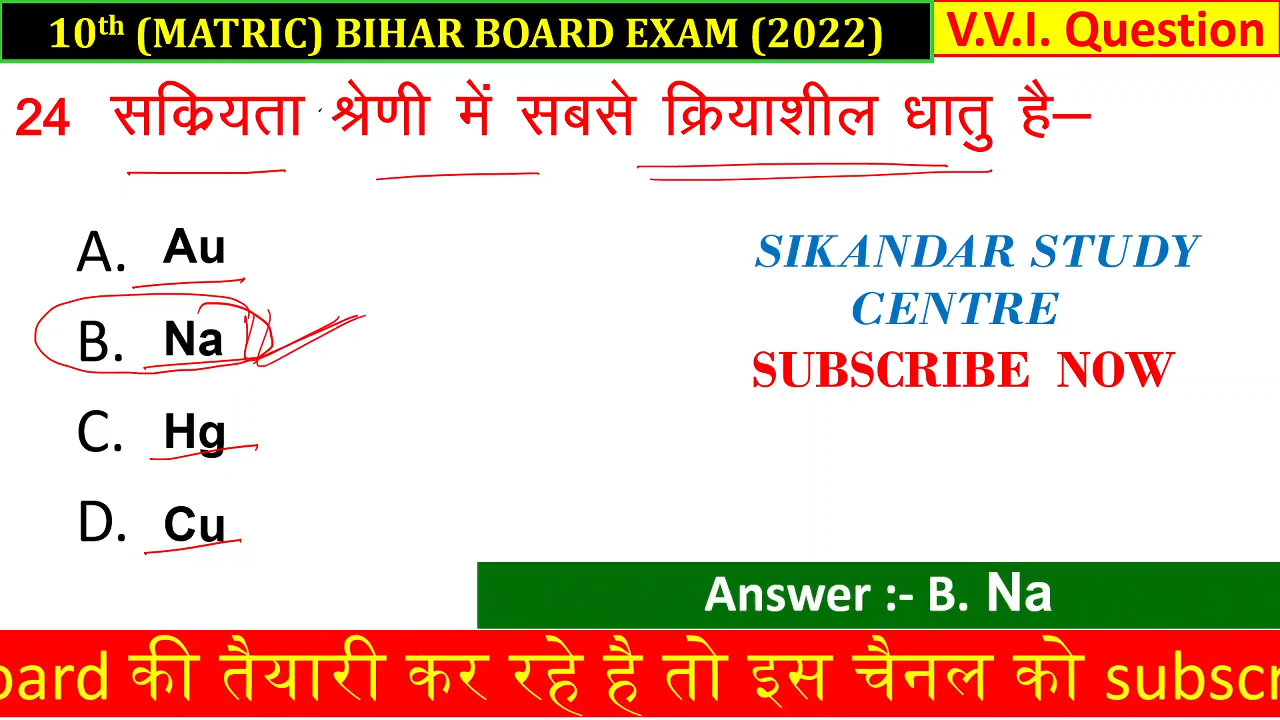 10th (MATRIC) BIHAR BOARD EXAM (2022)
V.V.I. Question
24 सक्रियता श्रेणी में सबसे क्रियाशील धातु है–
A. Au
B. Na
C. Hg
D. Cu
SIKANDAR STUDY
CENTRE
SUBSCRIBE NOW
Answer :- B. Na
oard की तैयारी कर रहे है तो इस चैनल को subscr